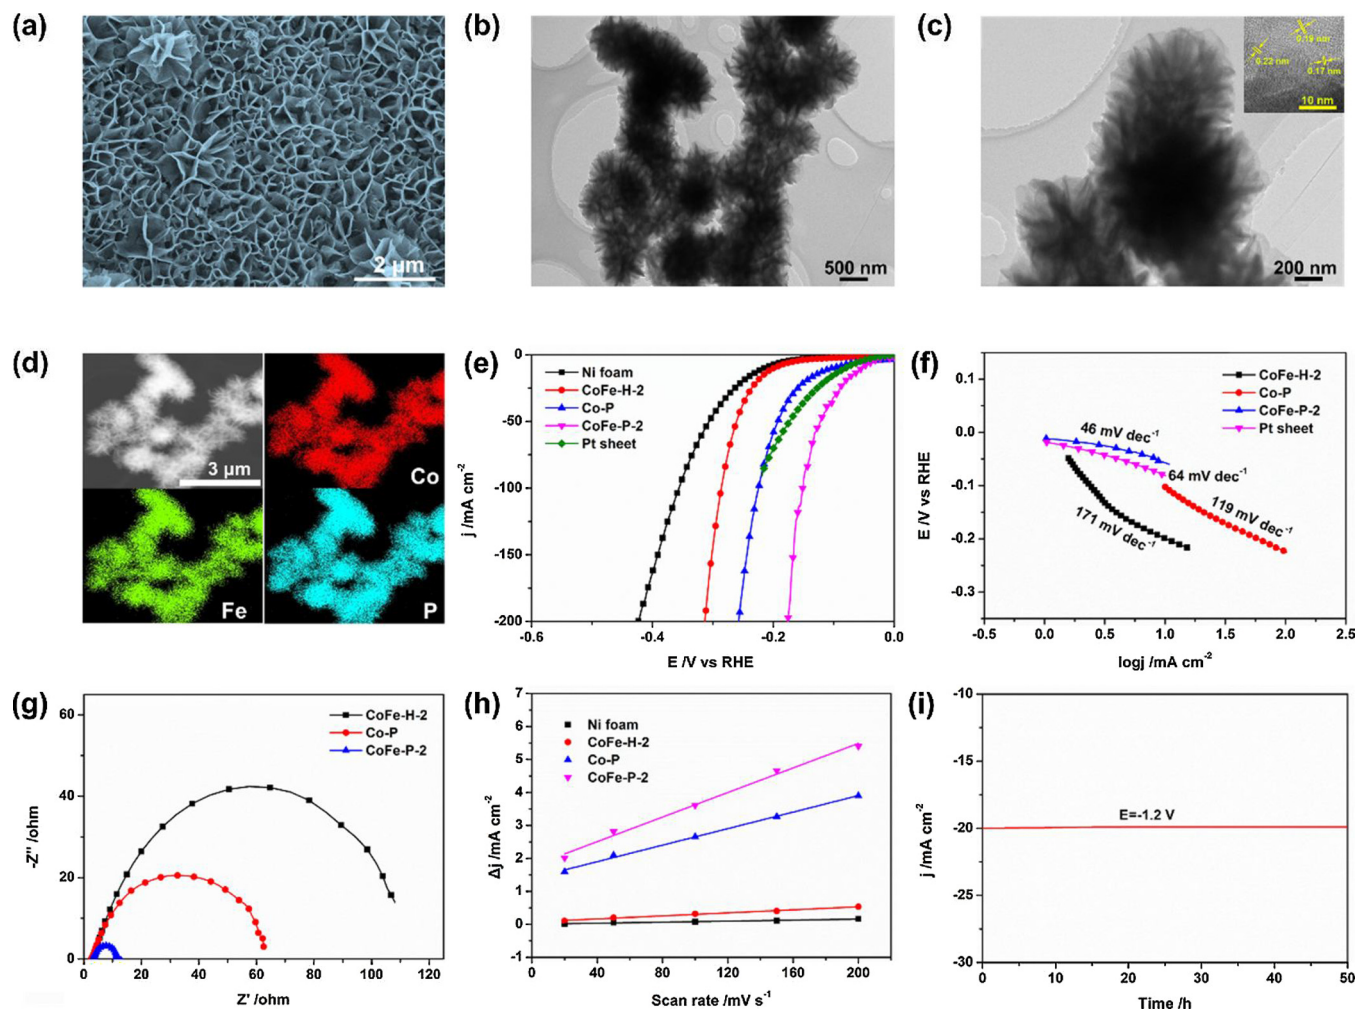 (a)
2 μm
(b)
500 nm
(c)
0.19 nm
0.22 nm
0.17 nm
10 nm
200 nm
(d)
3 μm
Co
Fe
P
(e)
Ni foam
CoFe-H-2
Co-P
CoFe-P-2
Pt sheet
0
-50
-100
-150
-200
-0.6
-0.4
-0.2
0.0
j /mA cm⁻²
E /V vs RHE
(f)
CoFe-H-2
Co-P
CoFe-P-2
Pt sheet
46 mV dec⁻¹
64 mV dec⁻¹
119 mV dec⁻¹
171 mV dec⁻¹
0.1
0.0
-0.1
-0.2
-0.3
-0.5
0.0
0.5
1.0
1.5
2.0
2.5
E /V vs RHE
logj /mA cm⁻²
(g)
CoFe-H-2
Co-P
CoFe-P-2
60
40
20
0
0
20
40
60
80
100
120
-Z'' /ohm
Z' /ohm
(h)
Ni foam
CoFe-H-2
Co-P
CoFe-P-2
7
6
5
4
3
2
1
0
-1
0
40
80
120
160
200
Δj /mA cm⁻²
Scan rate /mV s⁻¹
(i)
E=-1.2 V
-10
-15
-20
-25
-30
0
10
20
30
40
50
j /mA cm⁻²
Time /h